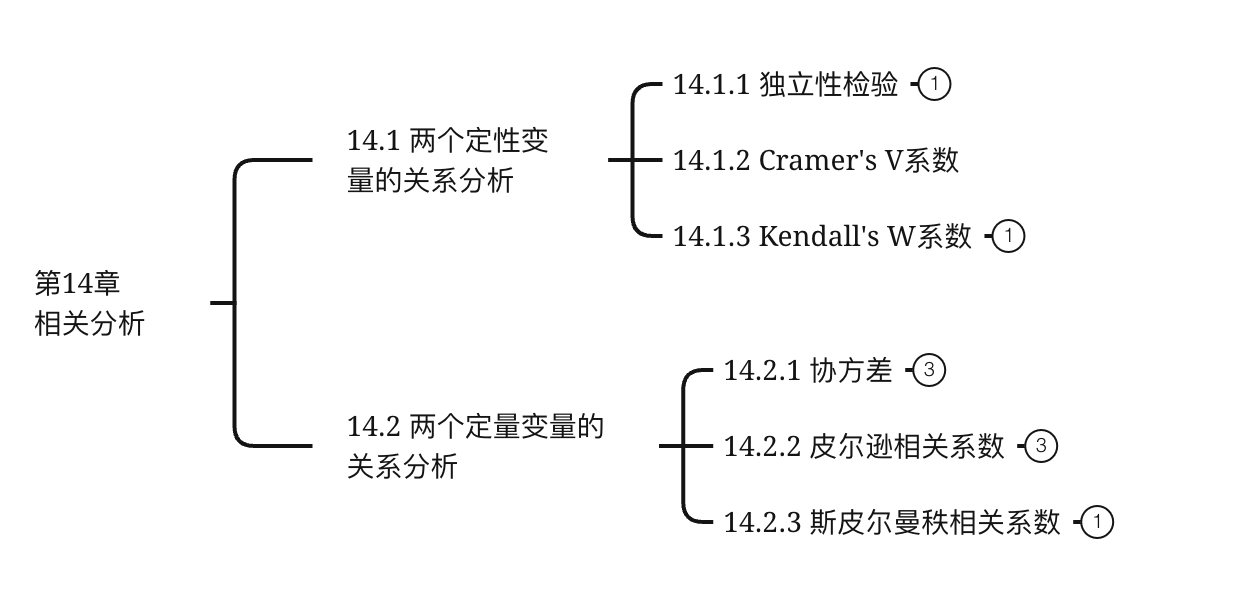 第14章
相关分析
14.1 两个定性变
量的关系分析
14.1.1 独立性检验 1
14.1.2 Cramer's V系数
14.1.3 Kendall's W系数 1
14.2 两个定量变量的
关系分析
14.2.1 协方差 3
14.2.2 皮尔逊相关系数 3
14.2.3 斯皮尔曼秩相关系数 1